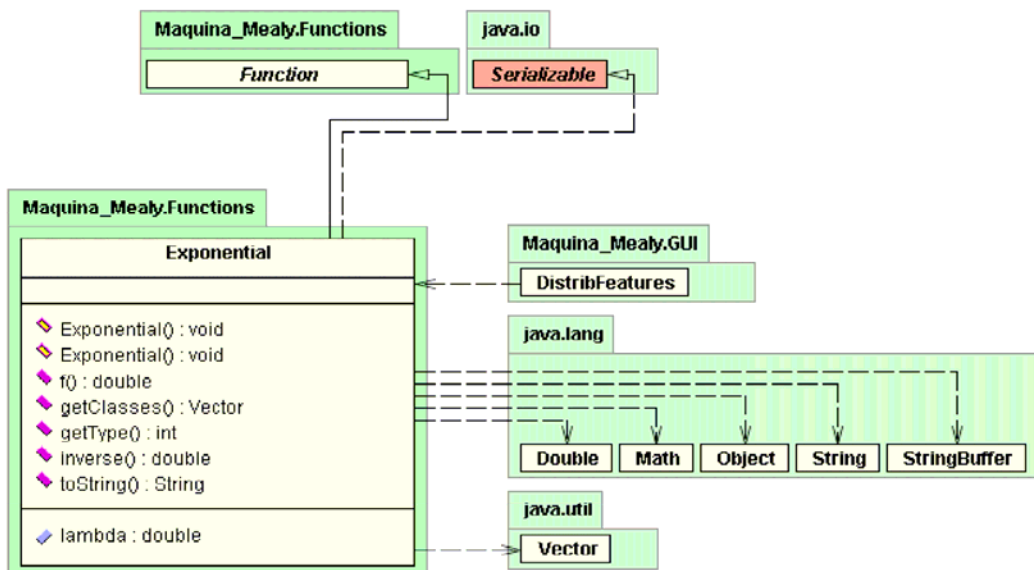 Maquina_Mealy.Functions
java.io
Function
Serializable
Maquina_Mealy.Functions
Exponential
Exponential() : void
Exponential() : void
f() : double
getClasses() : Vector
getType() : int
inverse() : double
toString() : String
lambda : double
Maquina_Mealy.GUI
DistribFeatures
java.lang
Double
Math
Object
String
StringBuffer
java.util
Vector